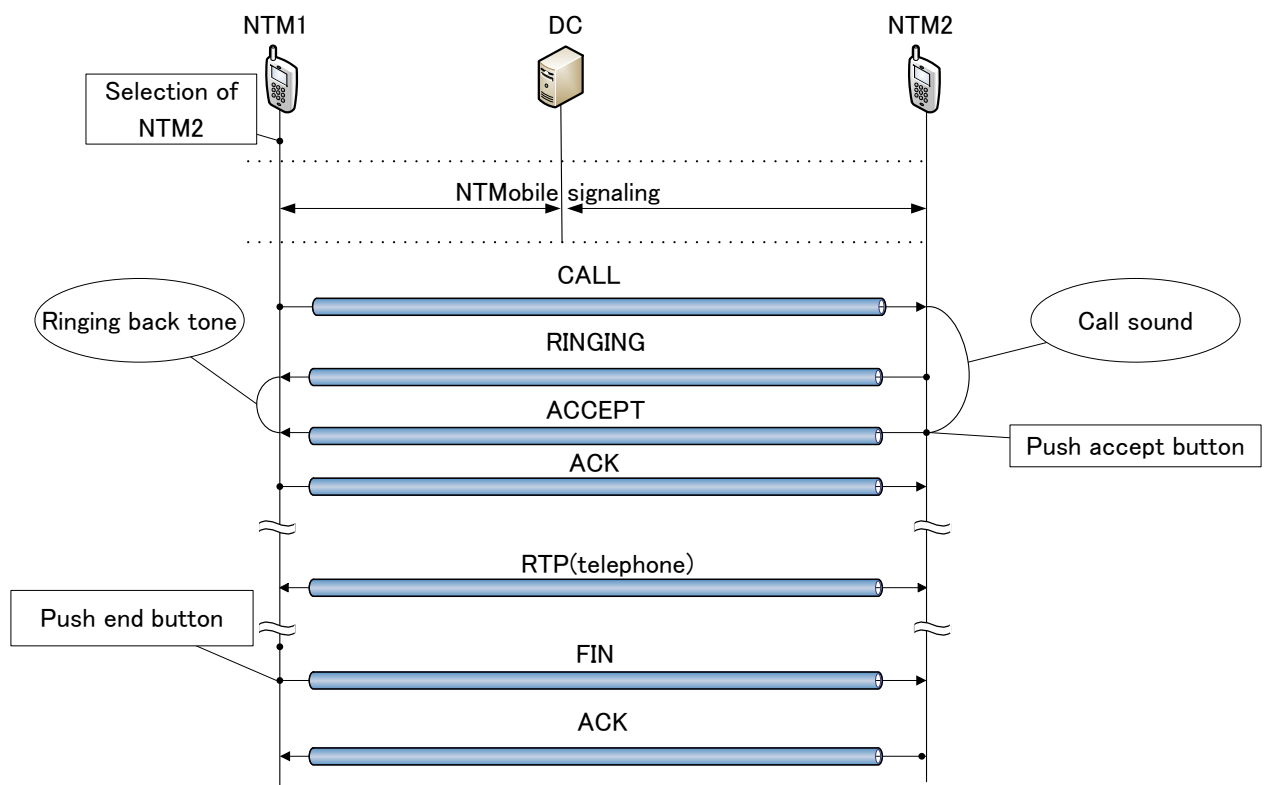 NTM1
DC
NTM2
Selection of
NTM2
NTMobile signaling
CALL
Ringing back tone
Call sound
RINGING
ACCEPT
Push accept button
ACK
RTP(telephone)
Push end button
FIN
ACK